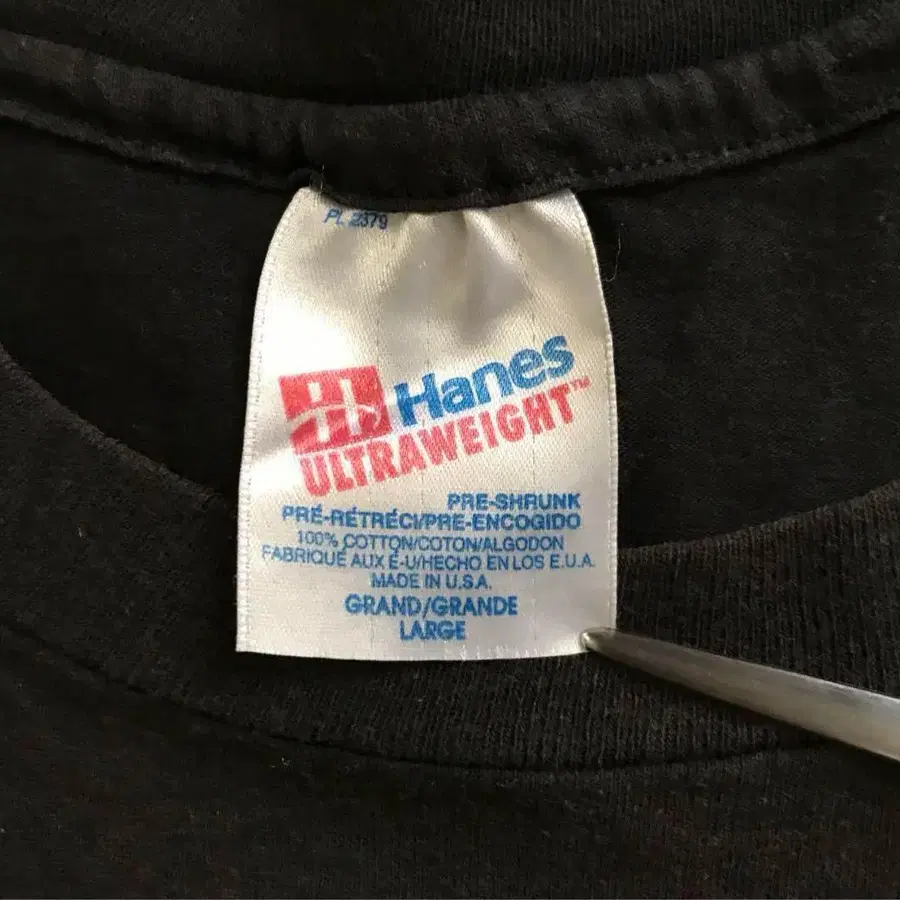 PL 2379
Hanes
ULTRAWEIGHT™
PRE-SHRUNK
PRÉ-RÉTRÉCI/PRE-ENCOGIDO
100% COTTON/COTON/ALGODON
FABRIQUÉ AUX É-U/HECHO EN LOS E.U.A.
MADE IN U.S.A.
GRAND/GRANDE
LARGE